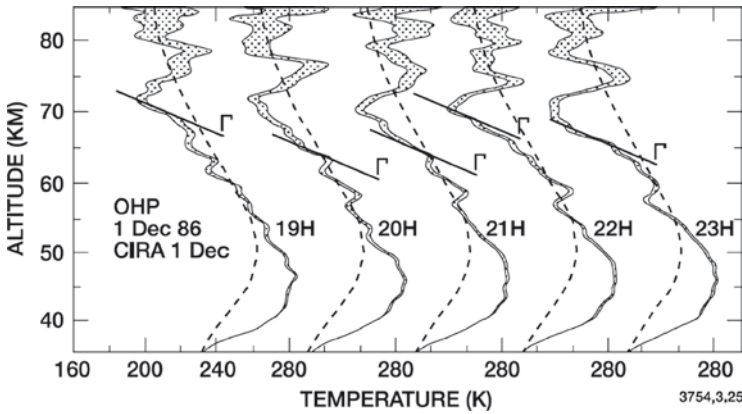 80
70
60
50
40
ALTITUDE (KM)
Γ
Γ
Γ
Γ
Γ
OHP
1 Dec 86
CIRA 1 Dec
19H
20H
21H
22H
23H
160
200
240
280
280
280
280
280
TEMPERATURE (K)
3754,3,25